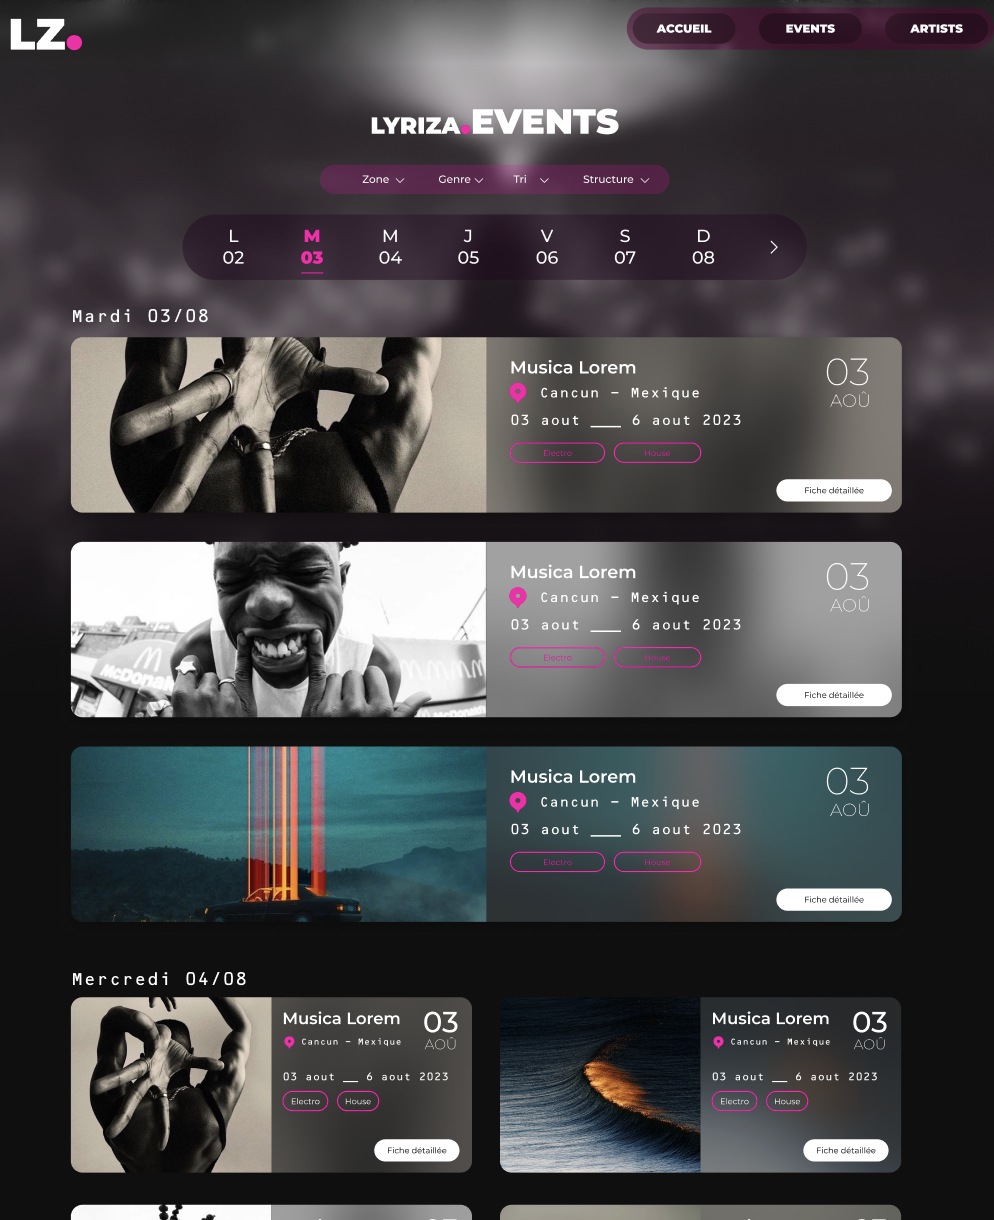 LZ.
ACCUEIL EVENTS ARTISTS
LYRIZA.EVENTS
Zone Genre Tri Structure
L M M J V S D
02 03 04 05 06 07 08
Mardi 03/08
Musica Lorem
03
AOÛ
Cancun – Mexique
03 aout ___ 6 aout 2023
Electro House
Fiche détaillée
McDonal
McDona
Musica Lorem
03
AOÛ
Cancun – Mexique
03 aout ___ 6 aout 2023
Electro House
Fiche détaillée
Musica Lorem
03
AOÛ
Cancun – Mexique
03 aout ___ 6 aout 2023
Electro House
Fiche détaillée
Mercredi 04/08
Musica Lorem
03
AOÛ
Cancun – Mexique
03 aout __ 6 aout 2023
Electro House
Fiche détaillée
Musica Lorem
03
AOÛ
Cancun – Mexique
03 aout __ 6 aout 2023
Electro House
Fiche détaillée